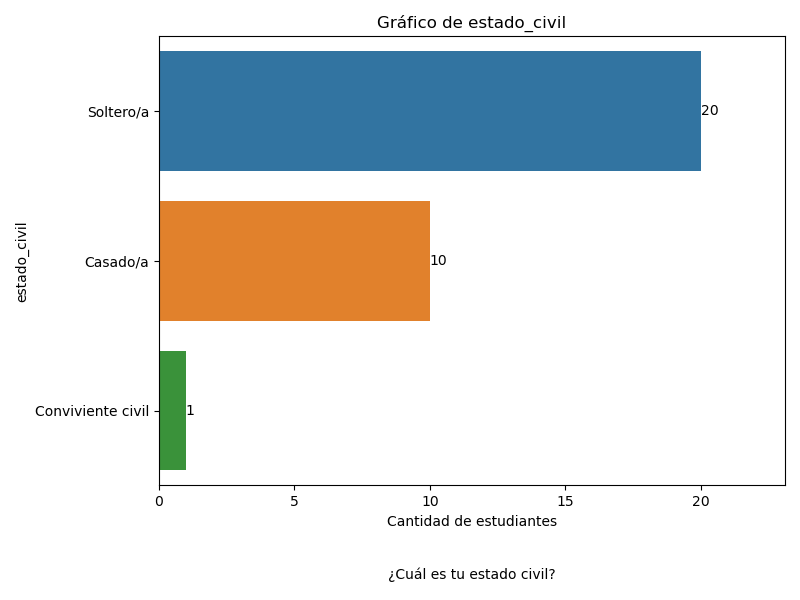 Gráfico de estado_civil
Soltero/a
20
estado_civil
Casado/a
10
Conviviente civil
1
0
5
10
15
20
Cantidad de estudiantes
¿Cuál es tu estado civil?